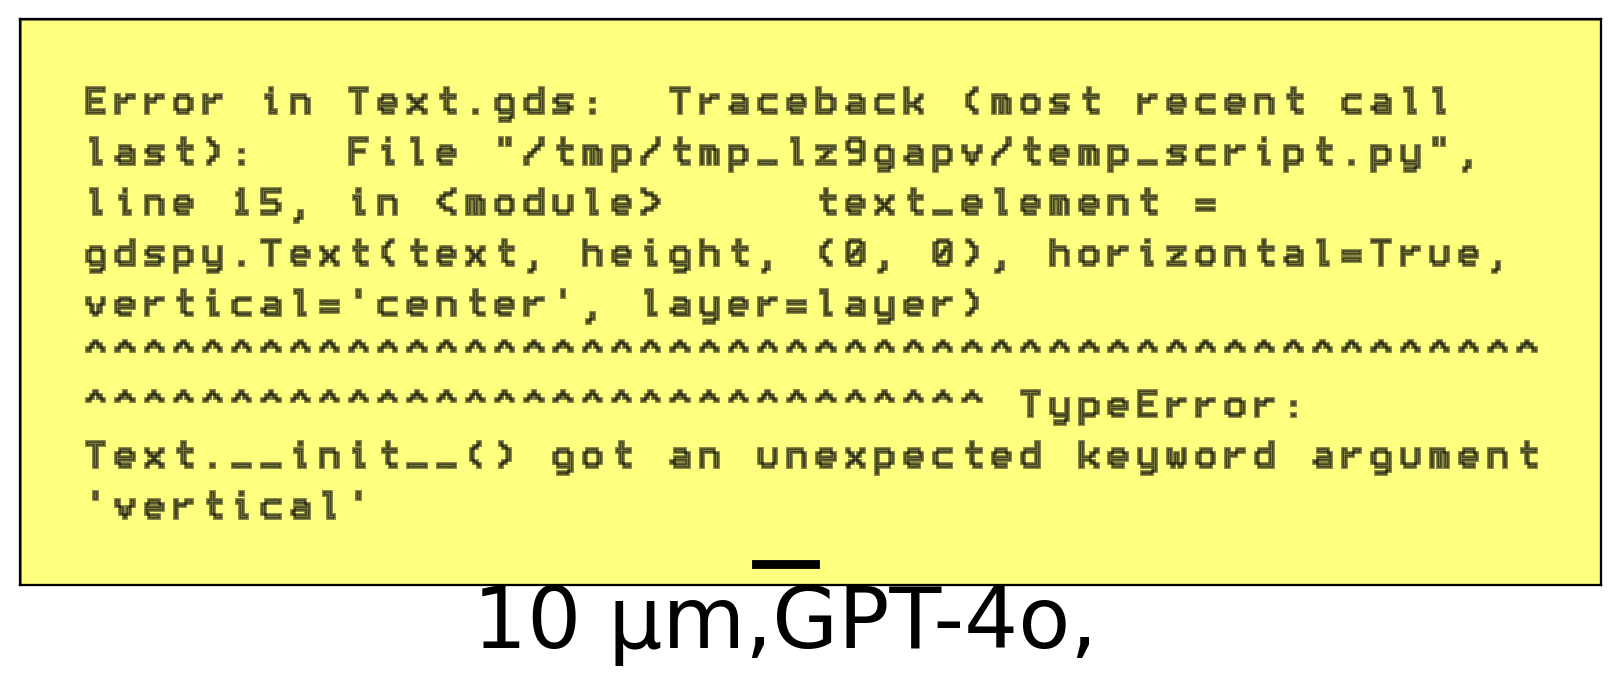 Error in Text.gds:  Traceback (most recent call
last):   File "/tmp/tmp_lz9gapv/temp_script.py",
line 15, in <module>     text_element =
gdspy.Text(text, height, (0, 0), horizontal=True,
vertical='center', layer=layer)
^^^^^^^^^^^^^^^^^^^^^^^^^^^^^^^^^^^^^^^^^^^^^^^^^^
^^^^^^^^^^^^^^^^^^^^^^^^^^^^^^^ TypeError:
Text.__init__() got an unexpected keyword argument
'vertical'
10 µm,GPT-4o,